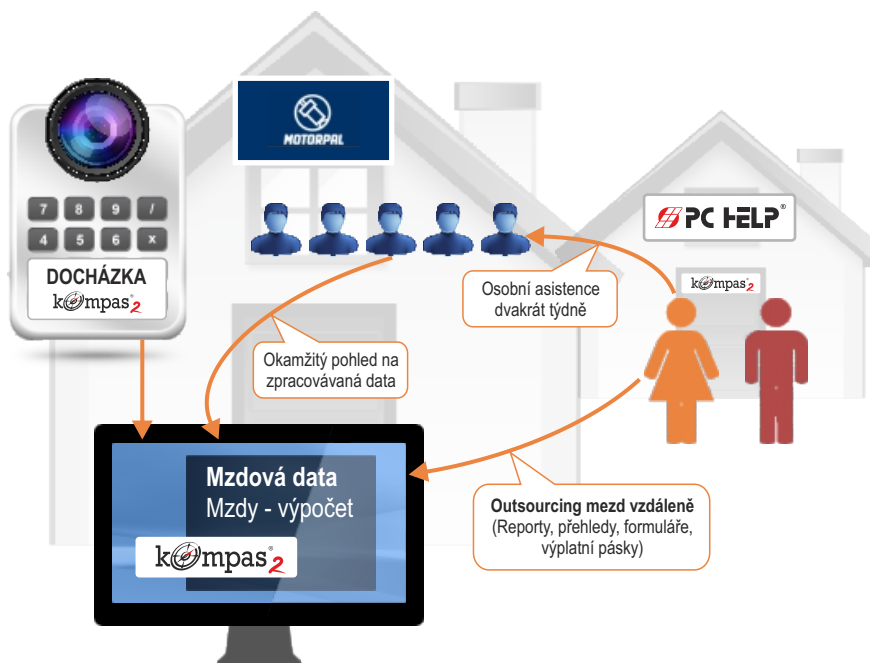 MOTORPAL
7 8 9 /
4 5 6 x
DOCHÁZKA
kompas®2
PC HELP®
kompas®2
Osobní asistence
dvakrát týdně
Okamžitý pohled na
zpracovávaná data
Mzdová data
Mzdy - výpočet
kompas®2
Outsourcing mezd vzdáleně
(Reporty, přehledy, formuláře,
výplatní pásky)